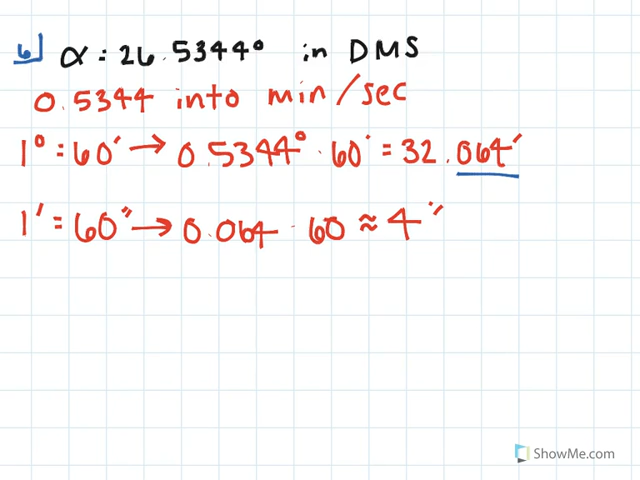 6] α = 26.5344° in DMS
0.5344 into min/sec
1° = 60' → 0.5344° · 60' = 32.064'
1' = 60" → 0.064 · 60 ≈ 4"
ShowMe.com